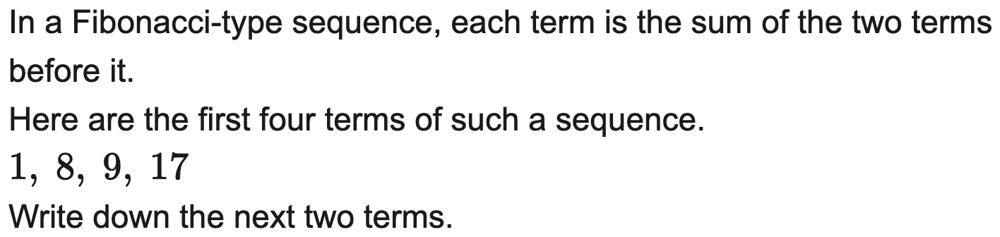 In a Fibonacci-type sequence, each term is the sum of the two terms
before it.
Here are the first four terms of such a sequence.
1, 8, 9, 17
Write down the next two terms.